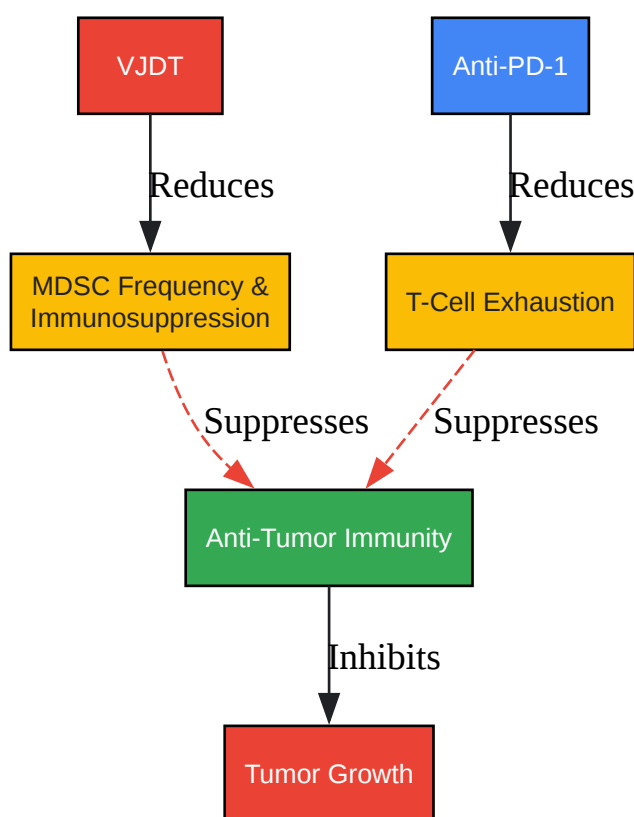 VJDT
Anti-PD-1
Reduces
Reduces
MDSC Frequency &
Immunosuppression
T-Cell Exhaustion
Suppresses
Suppresses
Anti-Tumor Immunity
Inhibits
Tumor Growth